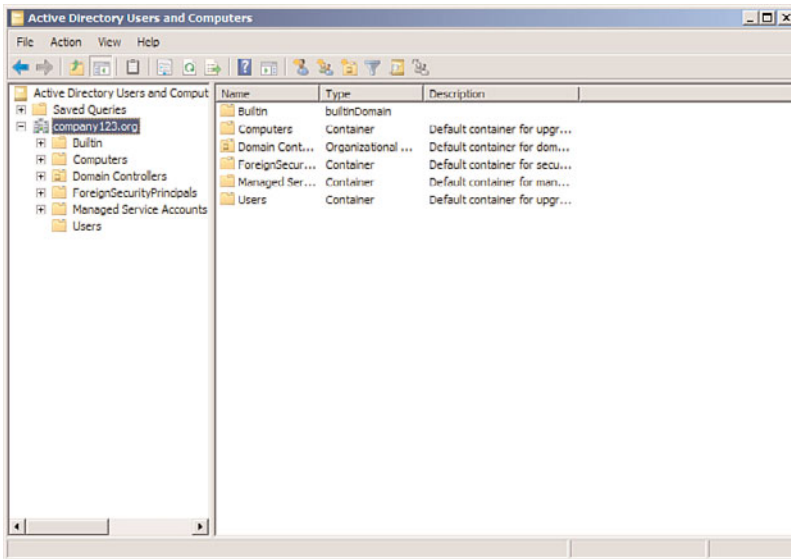 Active Directory Users and Computers
File Action View Help
Active Directory Users and Comput
Saved Queries
company123.org
Builtin
Computers
Domain Controllers
ForeignSecurityPrincipals
Managed Service Accounts
Users
Name Type Description
Builtin builtinDomain
Computers Container Default container for upgr...
Domain Cont... Organizational ... Default container for dom...
ForeignSecur... Container Default container for secu...
Managed Ser... Container Default container for man...
Users Container Default container for upgr...